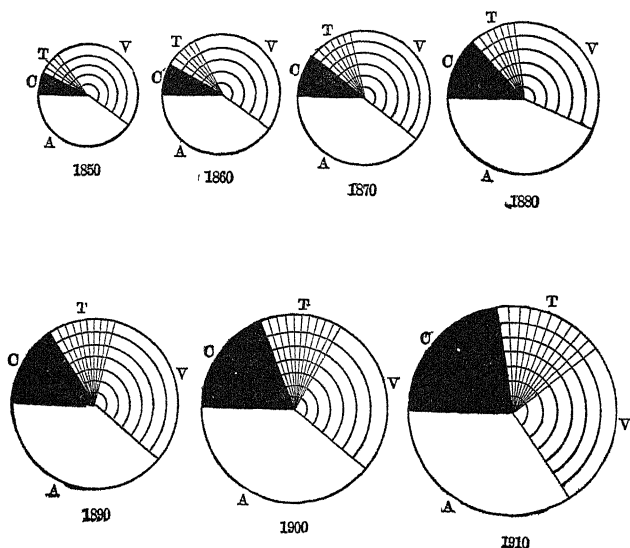 T V C A
1850
T V C A
1860
T V C A
1870
T V C A
1880
T V C A
1890
T V C A
1900
T V C A
1910